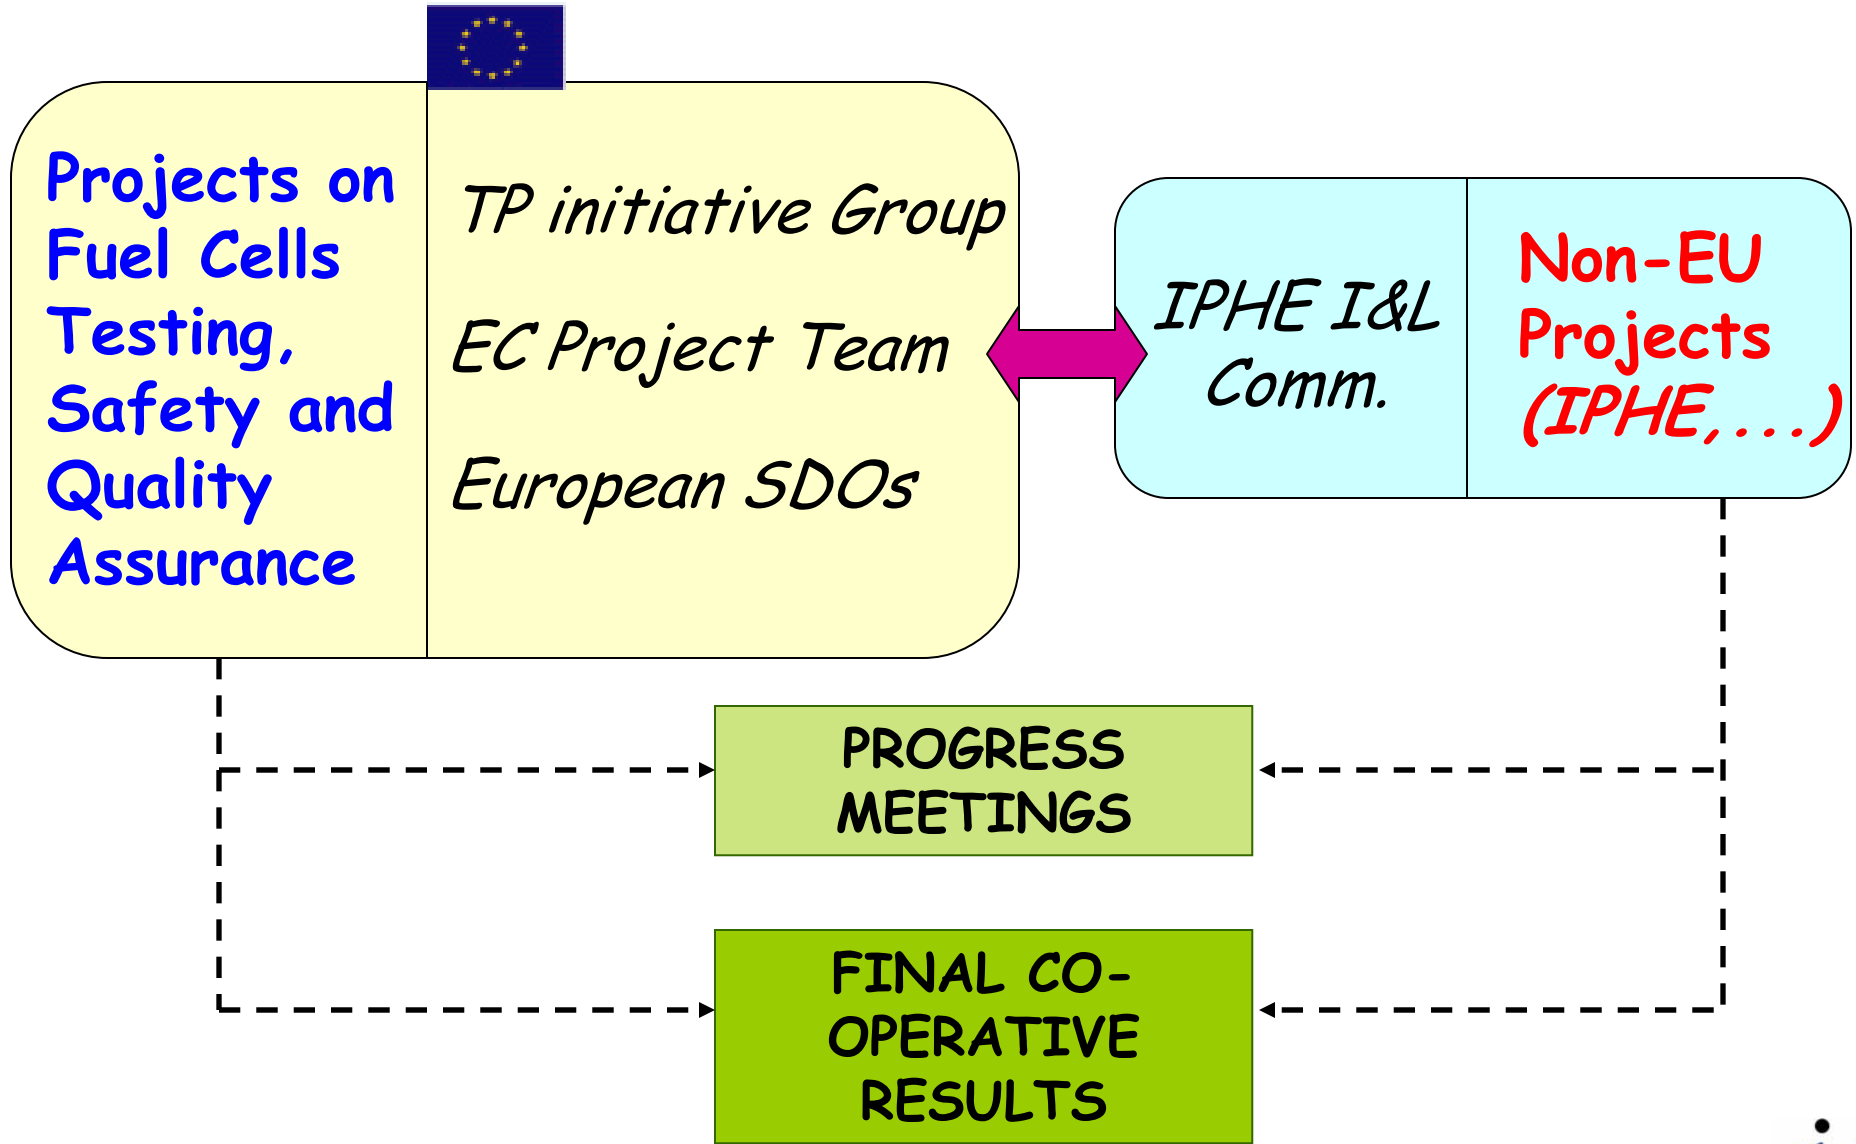 Projects on
Fuel Cells
Testing,
Safety and
Quality
Assurance
TP initiative Group
EC Project Team
European SDOs
IPHE I&L
Comm.
Non-EU
Projects
(IPHE,...)
PROGRESS
MEETINGS
FINAL CO-
OPERATIVE
RESULTS